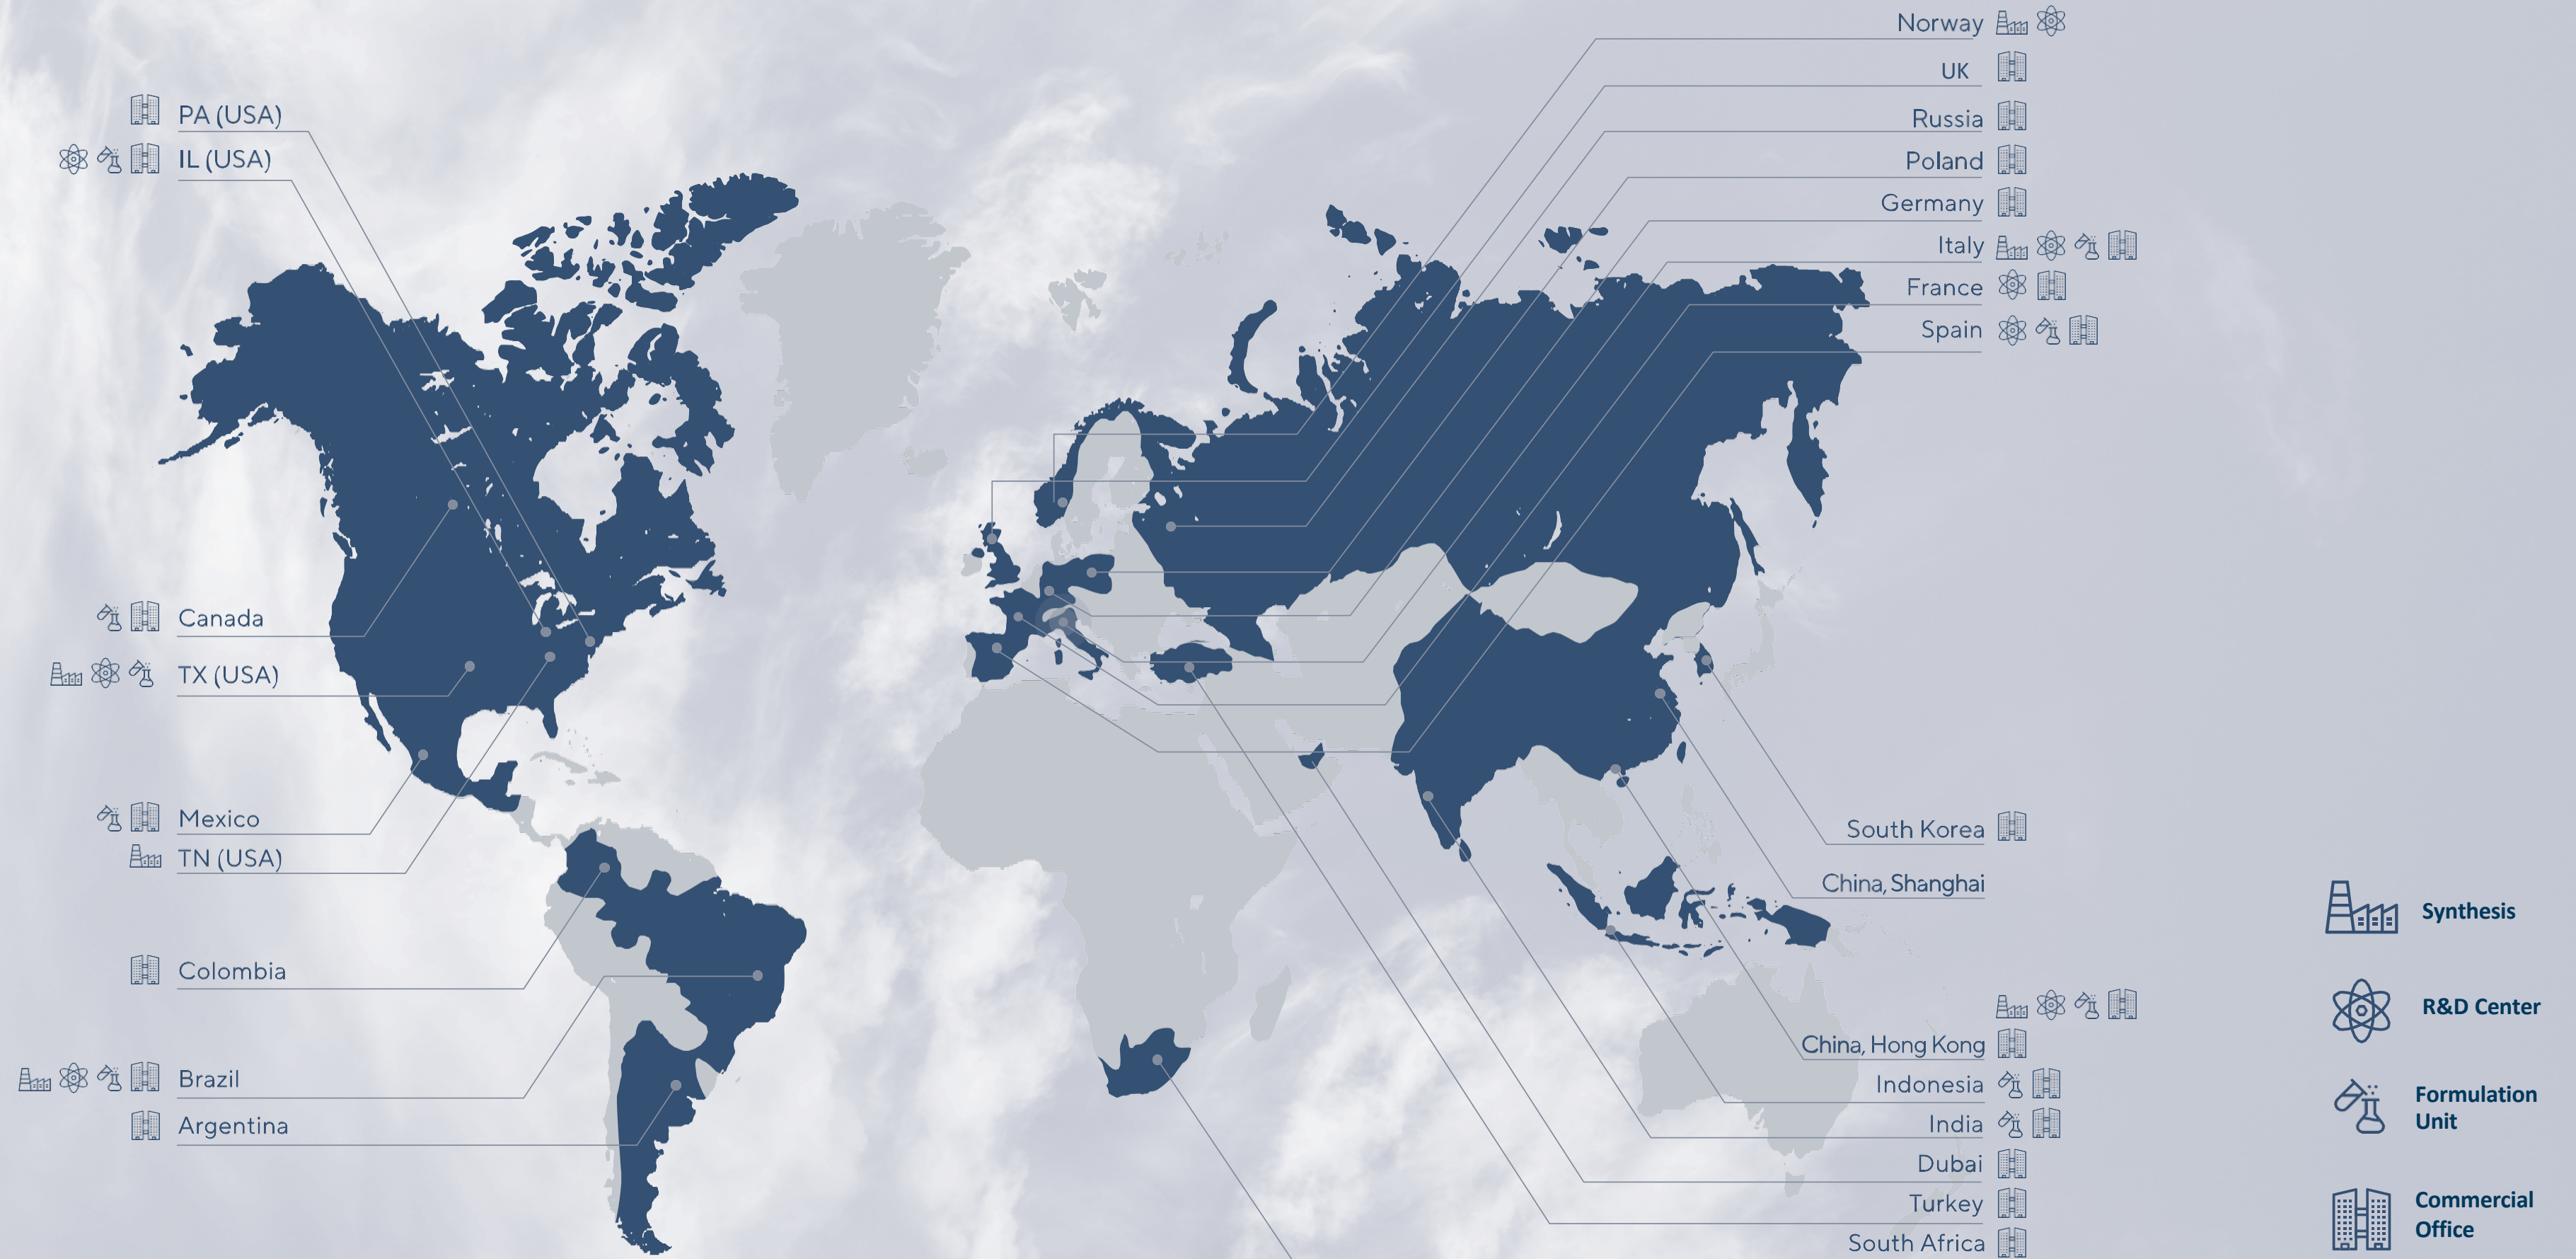 PA (USA)
IL (USA)
Canada
TX (USA)
Mexico
TN (USA)
Colombia
Brazil
Argentina
Norway
UK
Russia
Poland
Germany
Italy
France
Spain
South Korea
China, Shanghai
China, Hong Kong
Indonesia
India
Dubai
Turkey
South Africa
Synthesis
R&D Center
Formulation
Unit
Commercial
Office